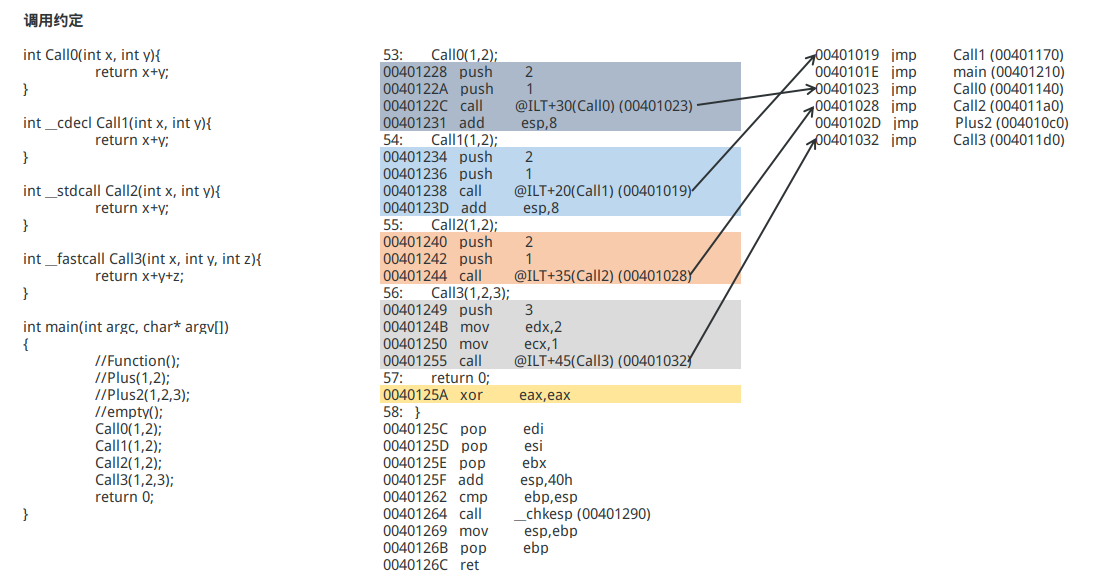 调用约定
int Call0(int x, int y){
return x+y;
}
int __cdecl Call1(int x, int y){
return x+y;
}
int __stdcall Call2(int x, int y){
return x+y;
}
int __fastcall Call3(int x, int y, int z){
return x+y+z;
}
int main(int argc, char* argv[])
{
//Function();
//Plus(1,2);
//Plus2(1,2,3);
//empty();
Call0(1,2);
Call1(1,2);
Call2(1,2);
Call3(1,2,3);
return 0;
}
53: Call0(1,2);
00401228 push 2
0040122A push 1
0040122C call @ILT+30(Call0) (00401023)
00401231 add esp,8
54: Call1(1,2);
00401234 push 2
00401236 push 1
00401238 call @ILT+20(Call1) (00401019)
0040123D add esp,8
55: Call2(1,2);
00401240 push 2
00401242 push 1
00401244 call @ILT+35(Call2) (00401028)
56: Call3(1,2,3);
00401249 push 3
0040124B mov edx,2
00401250 mov ecx,1
00401255 call @ILT+45(Call3) (00401032)
57: return 0;
0040125A xor eax,eax
58: }
0040125C pop edi
0040125D pop esi
0040125E pop ebx
0040125F add esp,40h
00401262 cmp ebp,esp
00401264 call __chkesp (00401290)
00401269 mov esp,ebp
0040126B pop ebp
0040126C ret
00401019 jmp Call1 (00401170)
0040101E jmp main (00401210)
00401023 jmp Call0 (00401140)
00401028 jmp Call2 (004011a0)
0040102D jmp Plus2 (004010c0)
00401032 jmp Call3 (004011d0)